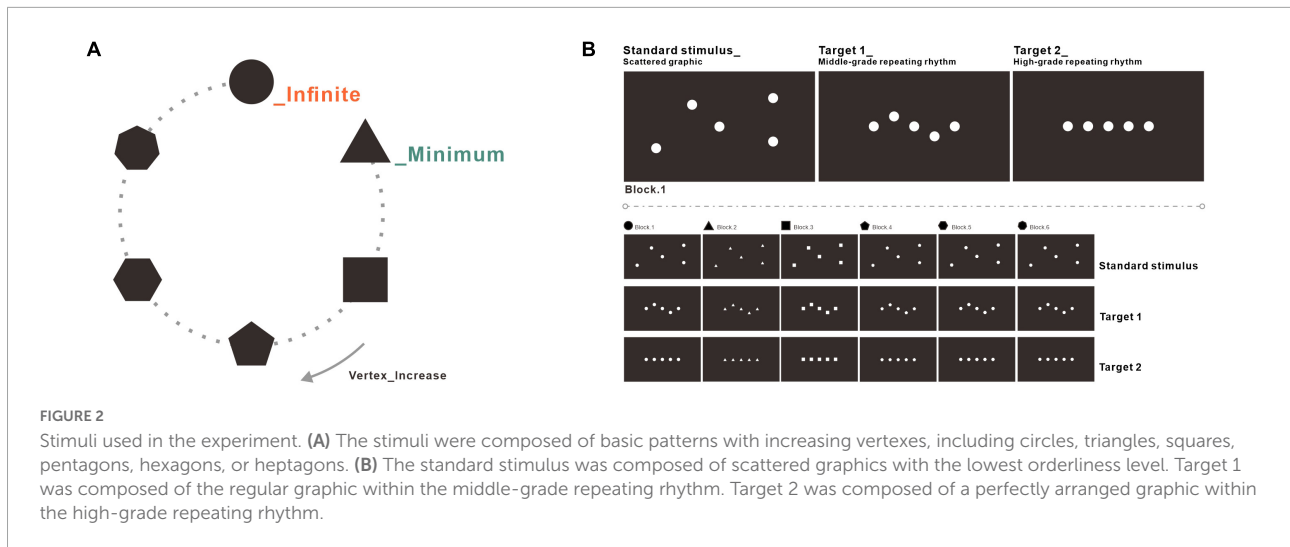 A
_Infinite
_Minimum
Vertex_Increase
B
Standard stimulus_
Scattered graphic
Target 1_
Middle-grade repeating rhythm
Target 2_
High-grade repeating rhythm
Block.1
Block.1 Block.2 Block.3 Block.4 Block.5 Block.6
Standard stimulus
Target 1
Target 2
FIGURE 2
Stimuli used in the experiment. (A) The stimuli were composed of basic patterns with increasing vertexes, including circles, triangles, squares,
pentagons, hexagons, or heptagons. (B) The standard stimulus was composed of scattered graphics with the lowest orderliness level. Target 1
was composed of the regular graphic within the middle-grade repeating rhythm. Target 2 was composed of a perfectly arranged graphic within
the high-grade repeating rhythm.